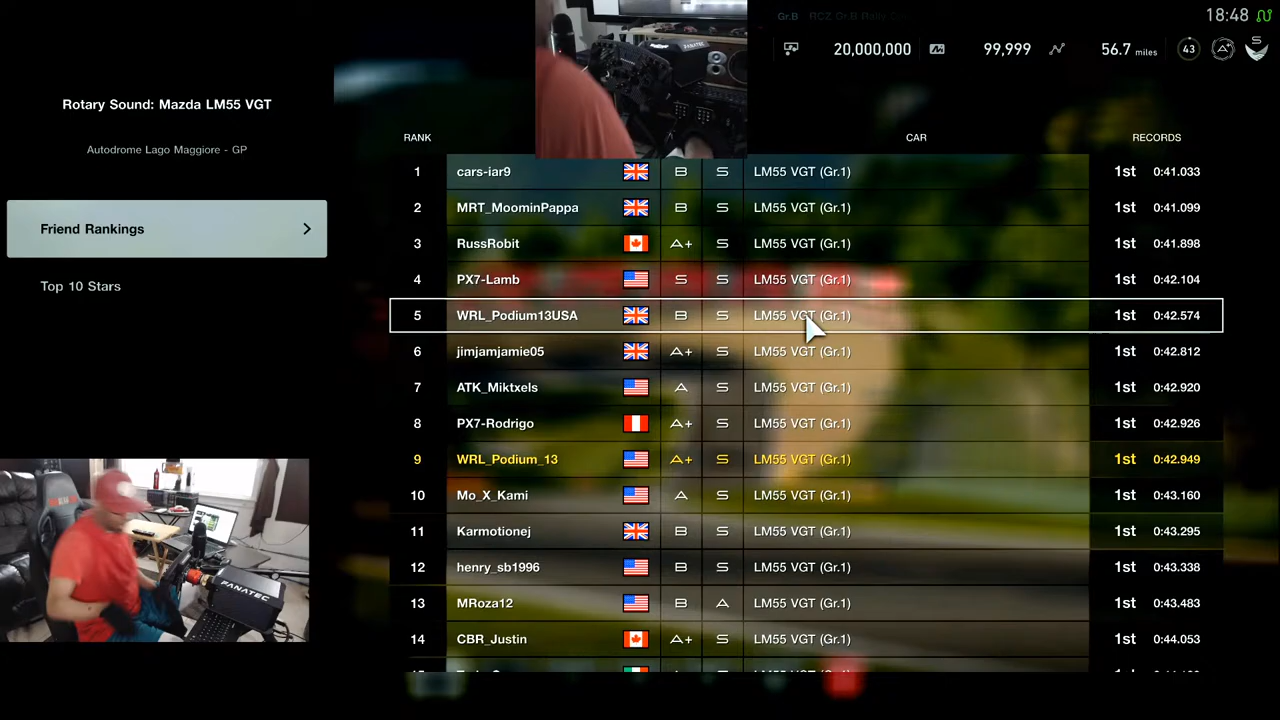 Gr.B RCZ Gr.B Rally Car
18:48
20,000,000 99,999 56.7 miles 43 A+ S
Rotary Sound: Mazda LM55 VGT
Autodrome Lago Maggiore - GP
Friend Rankings
Top 10 Stars
RANK CAR RECORDS
1 cars-iar9 B S LM55 VGT (Gr.1) 1st 0:41.033
2 MRT_MoominPappa B S LM55 VGT (Gr.1) 1st 0:41.099
3 RussRobit A+ S LM55 VGT (Gr.1) 1st 0:41.898
4 PX7-Lamb S S LM55 VGT (Gr.1) 1st 0:42.104
5 WRL_Podium13USA B S LM55 VGT (Gr.1) 1st 0:42.574
6 jimjamjamie05 A+ S LM55 VGT (Gr.1) 1st 0:42.812
7 ATK_Miktxels A S LM55 VGT (Gr.1) 1st 0:42.920
8 PX7-Rodrigo A+ S LM55 VGT (Gr.1) 1st 0:42.926
9 WRL_Podium_13 A+ S LM55 VGT (Gr.1) 1st 0:42.949
10 Mo_X_Kami A S LM55 VGT (Gr.1) 1st 0:43.160
11 Karmotionej B S LM55 VGT (Gr.1) 1st 0:43.295
12 henry_sb1996 B S LM55 VGT (Gr.1) 1st 0:43.338
13 MRoza12 B A LM55 VGT (Gr.1) 1st 0:43.483
14 CBR_Justin A+ S LM55 VGT (Gr.1) 1st 0:44.053
FANATEC